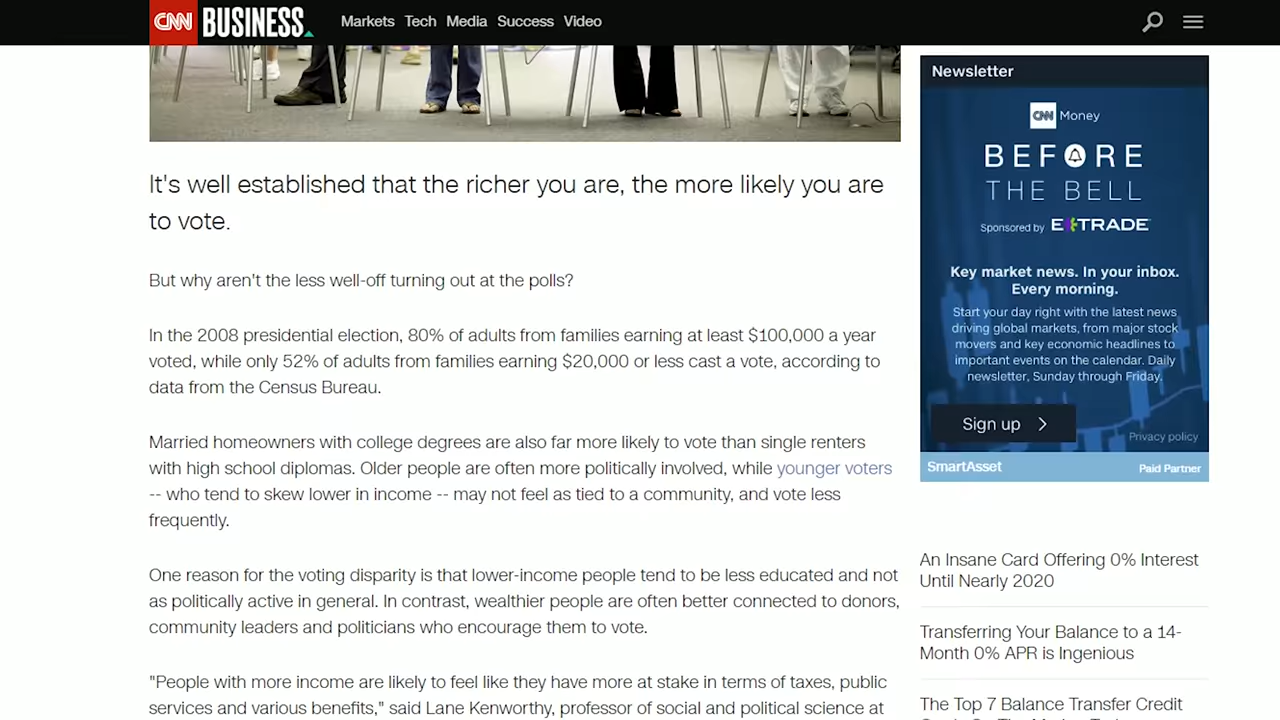 CNN BUSINESS Markets Tech Media Success Video
It's well established that the richer you are, the more likely you are
to vote.
But why aren't the less well-off turning out at the polls?
In the 2008 presidential election, 80% of adults from families earning at least $100,000 a year
voted, while only 52% of adults from families earning $20,000 or less cast a vote, according to
data from the Census Bureau.
Married homeowners with college degrees are also far more likely to vote than single renters
with high school diplomas. Older people are often more politically involved, while younger voters
-- who tend to skew lower in income -- may not feel as tied to a community, and vote less
frequently.
One reason for the voting disparity is that lower-income people tend to be less educated and not
as politically active in general. In contrast, wealthier people are often better connected to donors,
community leaders and politicians who encourage them to vote.
"People with more income are likely to feel like they have more at stake in terms of taxes, public
services and various benefits," said Lane Kenworthy, professor of social and political science at
Newsletter
CNN Money
BEFORE
THE BELL
Sponsored by E*TRADE
Key market news. In your inbox.
Every morning.
Start your day right with the latest news
driving global markets, from major stock
movers and key economic headlines to
important events on the calendar. Daily
newsletter, Sunday through Friday.
Sign up
Privacy policy
SmartAsset Paid Partner
An Insane Card Offering 0% Interest
Until Nearly 2020
Transferring Your Balance to a 14-
Month 0% APR is Ingenious
The Top 7 Balance Transfer Credit